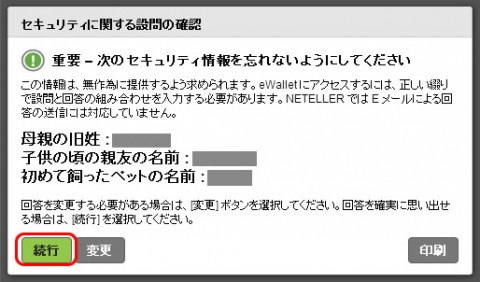 セキュリティに関する設問の確認
重要 – 次のセキュリティ情報を忘れないようにしてください
この情報は、無作為に提供するよう求められます。eWalletにアクセスするには、正しい綴り
で設問と回答の組み合わせを入力する必要があります。NETELLER では E メールによる回
答の送信には対応していません。
母親の旧姓 :
子供の頃の親友の名前 :
初めて飼ったペットの名前 :
回答を変更する必要がある場合は、[変更] ボタンを選択してください。回答を確実に思い出せ
る場合は、[続行] を選択してください。
続行 変更 印刷